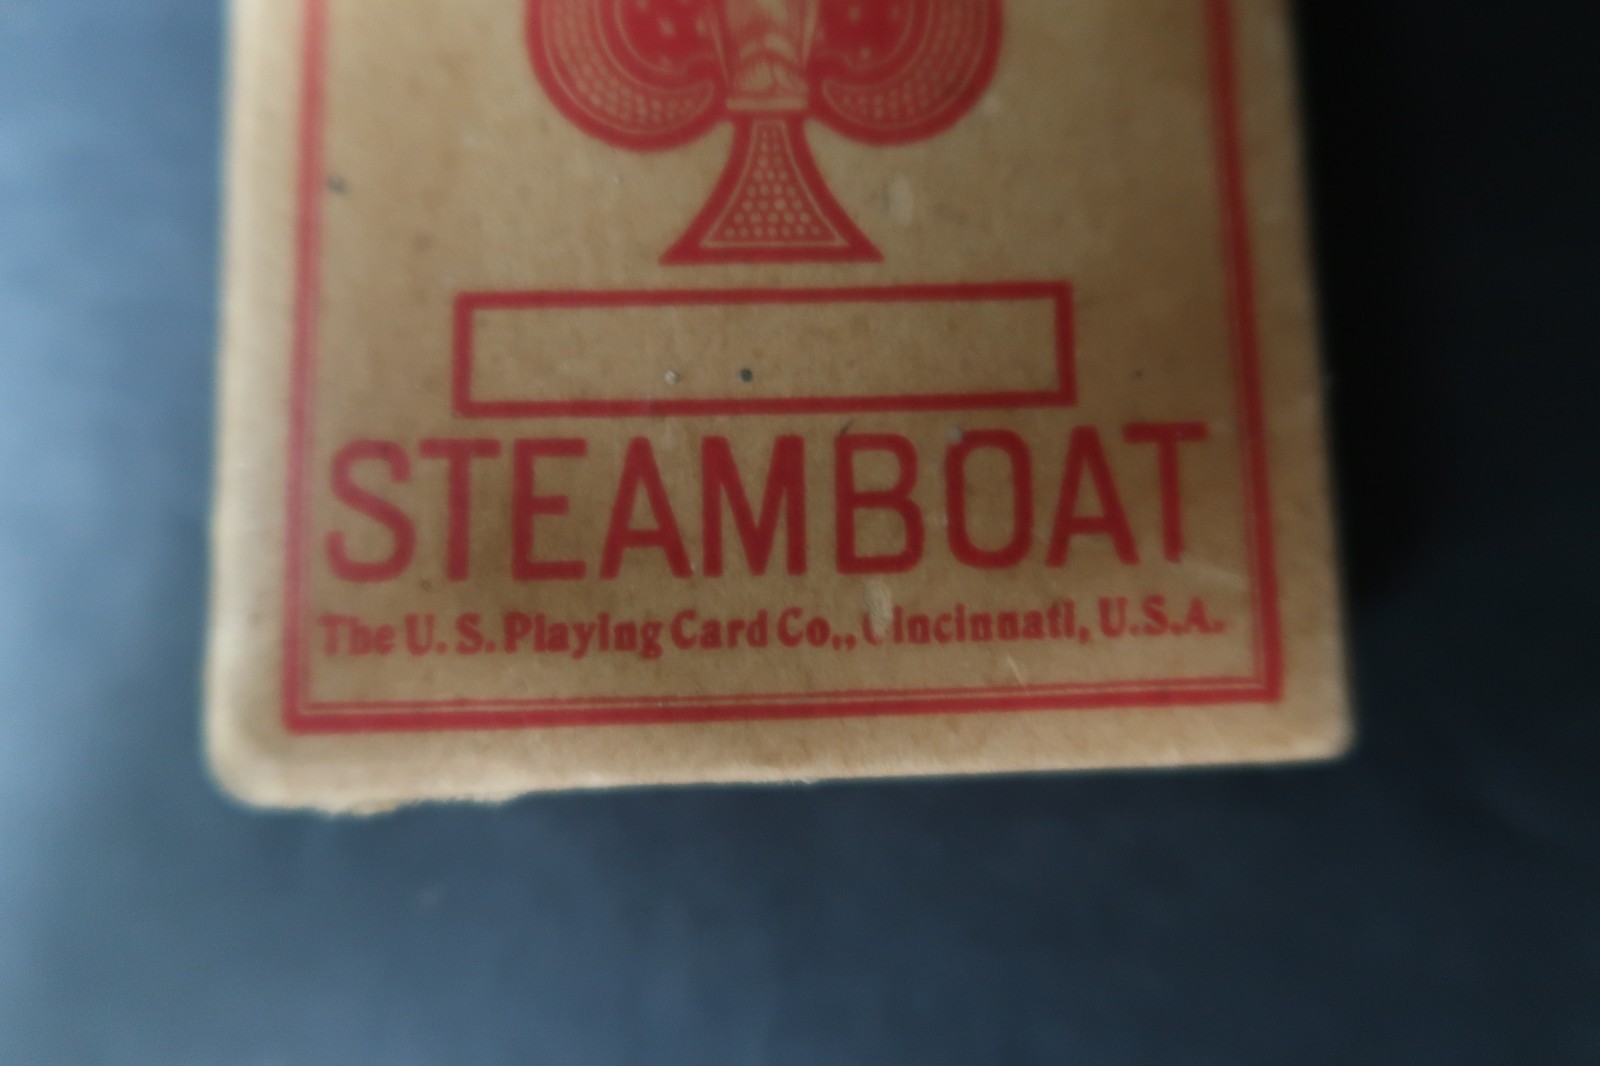 STEAMBOAT
The U. S. Playing Card Co., Cincinnati, U.S.A.